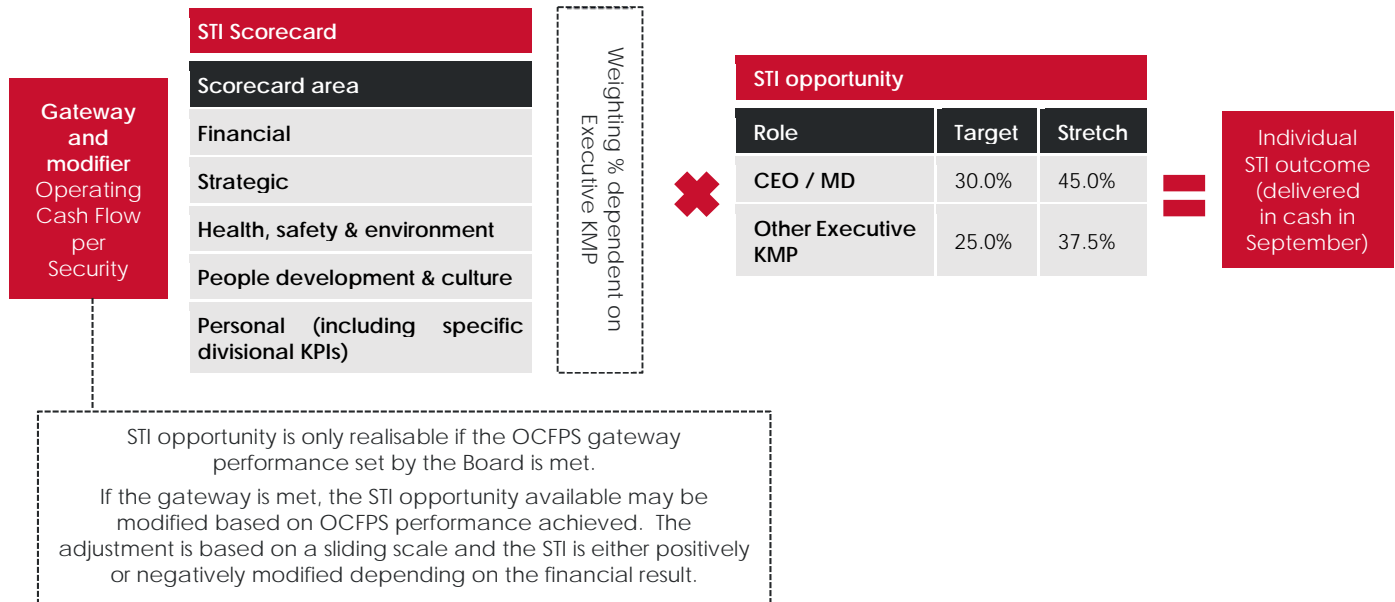 Gateway
and
modifier
Operating
Cash Flow
per
Security
STI Scorecard
Scorecard area
Financial
Strategic
Health, safety & environment
People development & culture
Personal (including specific
divisional KPIs)
Weighting % dependent on
Executive KMP
STI opportunity
Role Target Stretch
CEO / MD 30.0% 45.0%
Other Executive
KMP 25.0% 37.5%
Individual
STI outcome
(delivered
in cash in
September)
STI opportunity is only realisable if the OCFPS gateway
performance set by the Board is met.
If the gateway is met, the STI opportunity available may be
modified based on OCFPS performance achieved. The
adjustment is based on a sliding scale and the STI is either positively
or negatively modified depending on the financial result.